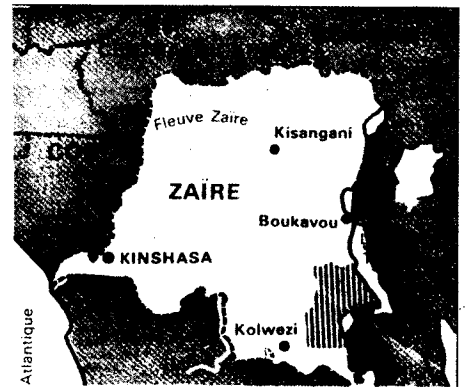 Fleuve Zaïre
Kisangani
ZAÏRE
Boukavou
KINSHASA
Kolwezi
Atlantique